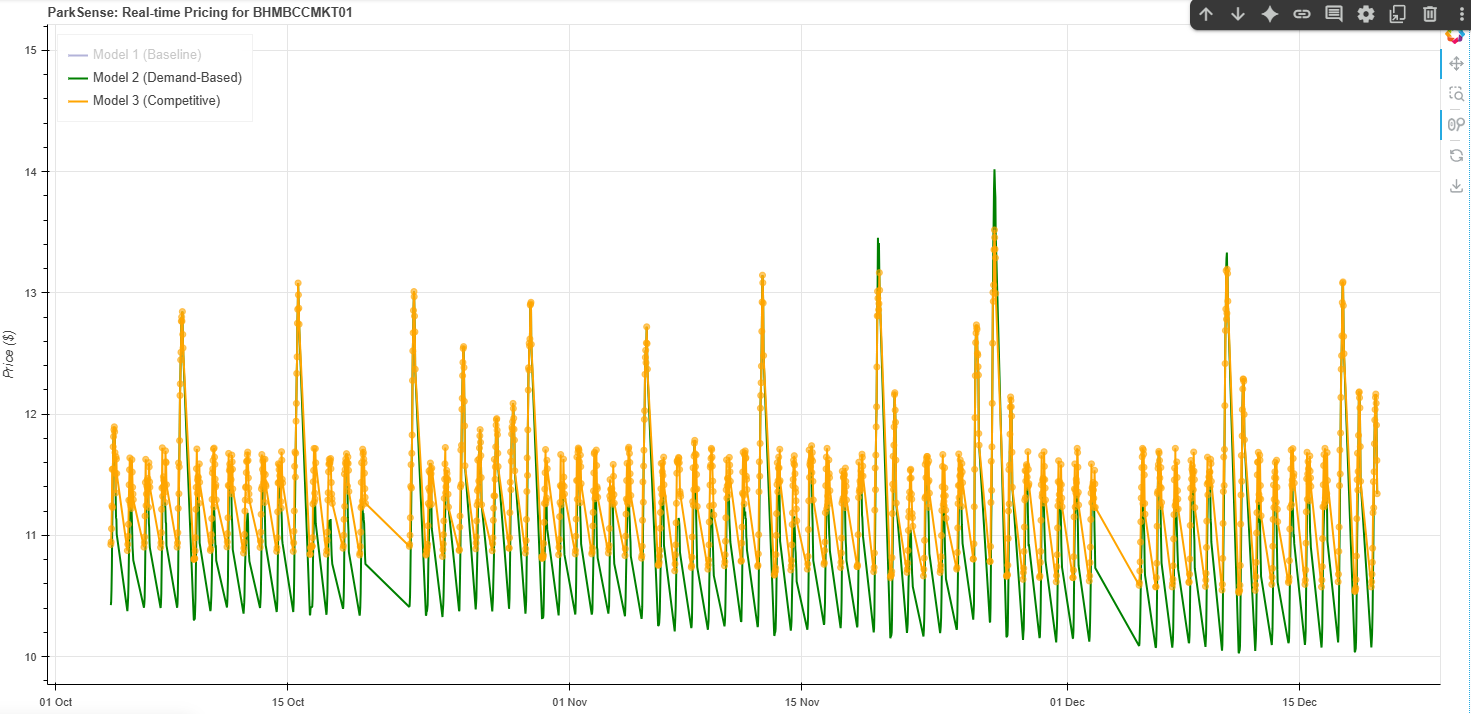 ParkSense: Real-time Pricing for BHMBCCMKT01
Model 1 (Baseline)
Model 2 (Demand-Based)
Model 3 (Competitive)
Price ($)
15
14
13
12
11
10
01 Oct
15 Oct
01 Nov
15 Nov
01 Dec
15 Dec